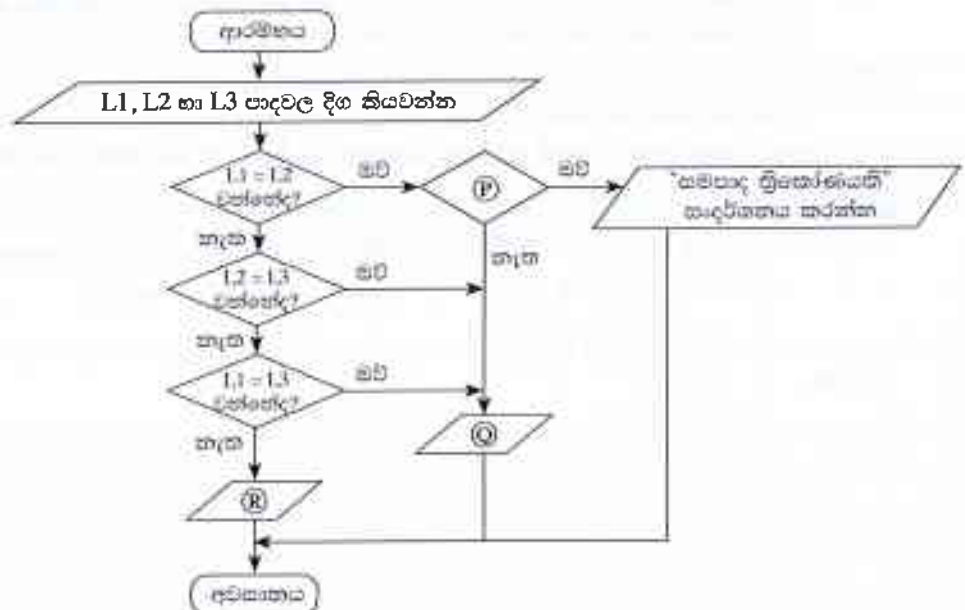 ආරම්භය
L1, L2 හා L3 පාදවල දිග කියවන්න
L1 = L2
වන්නේද?
ඔව්
Ⓟ
ඔව්
"සමපාද ත්‍රිකෝණයකි"
සංදර්ශනය කරන්න
නැත
නැත
L2 = L3
වන්නේද?
ඔව්
නැත
L1 = L3
වන්නේද?
ඔව්
නැත
Ⓠ
Ⓡ
අවසානය